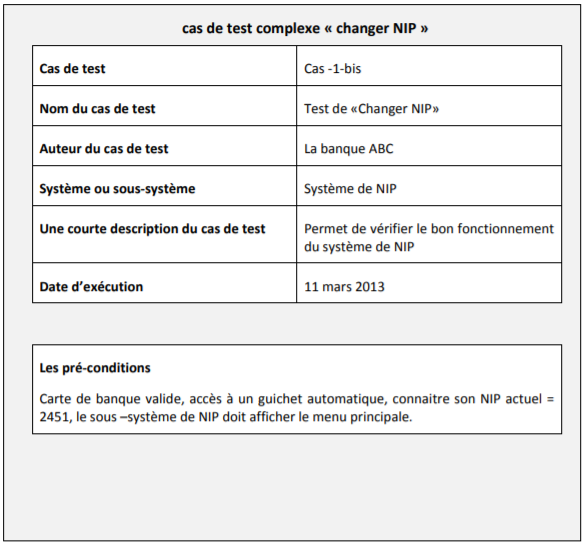 cas de test complexe « changer NIP »
Cas de test
Cas -1-bis
Nom du cas de test
Test de «Changer NIP»
Auteur du cas de test
La banque ABC
Système ou sous-système
Système de NIP
Une courte description du cas de test
Permet de vérifier le bon fonctionnement
du système de NIP
Date d’exécution
11 mars 2013
Les pré-conditions
Carte de banque valide, accès à un guichet automatique, connaitre son NIP actuel =
2451, le sous –système de NIP doit afficher le menu principale.